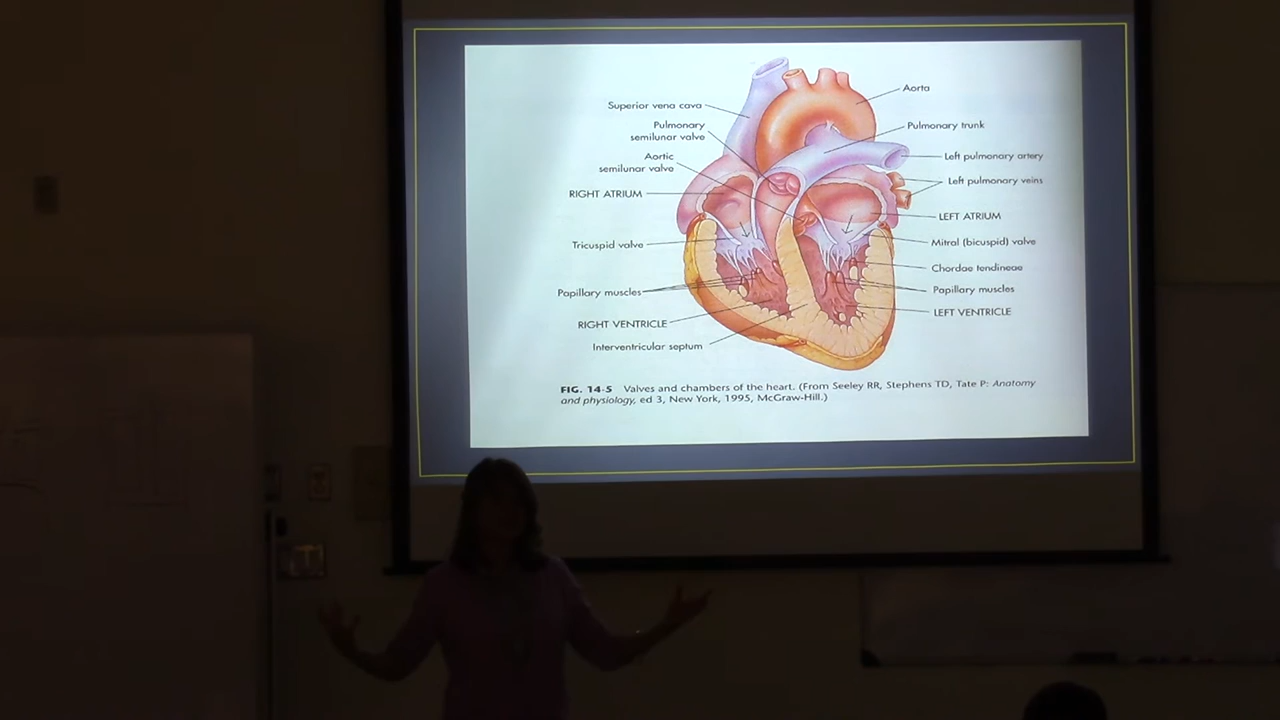 Superior vena cava
Pulmonary
semilunar valve
Aortic
semilunar valve
RIGHT ATRIUM
Tricuspid valve
Papillary muscles
RIGHT VENTRICLE
Interventricular septum
Aorta
Pulmonary trunk
Left pulmonary artery
Left pulmonary veins
LEFT ATRIUM
Mitral (bicuspid) valve
Chordae tendineae
Papillary muscles
LEFT VENTRICLE
FIG. 14-5 Valves and chambers of the heart. (From Seeley RR, Stephens TD, Tate P: Anatomy
and physiology, ed 3, New York, 1995, McGraw-Hill.)